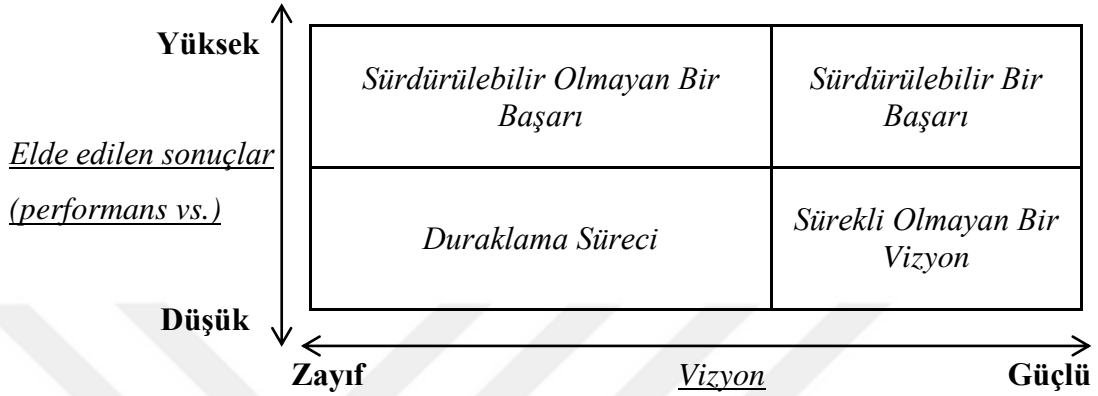 Yüksek
Sürdürülebilir Olmayan Bir
Başarı
Sürdürülebilir Bir
Başarı
Elde edilen sonuçlar
(performans vs.)
Duraklama Süreci
Sürekli Olmayan Bir
Vizyon
Düşük
Zayıf
Vizyon
Güçlü